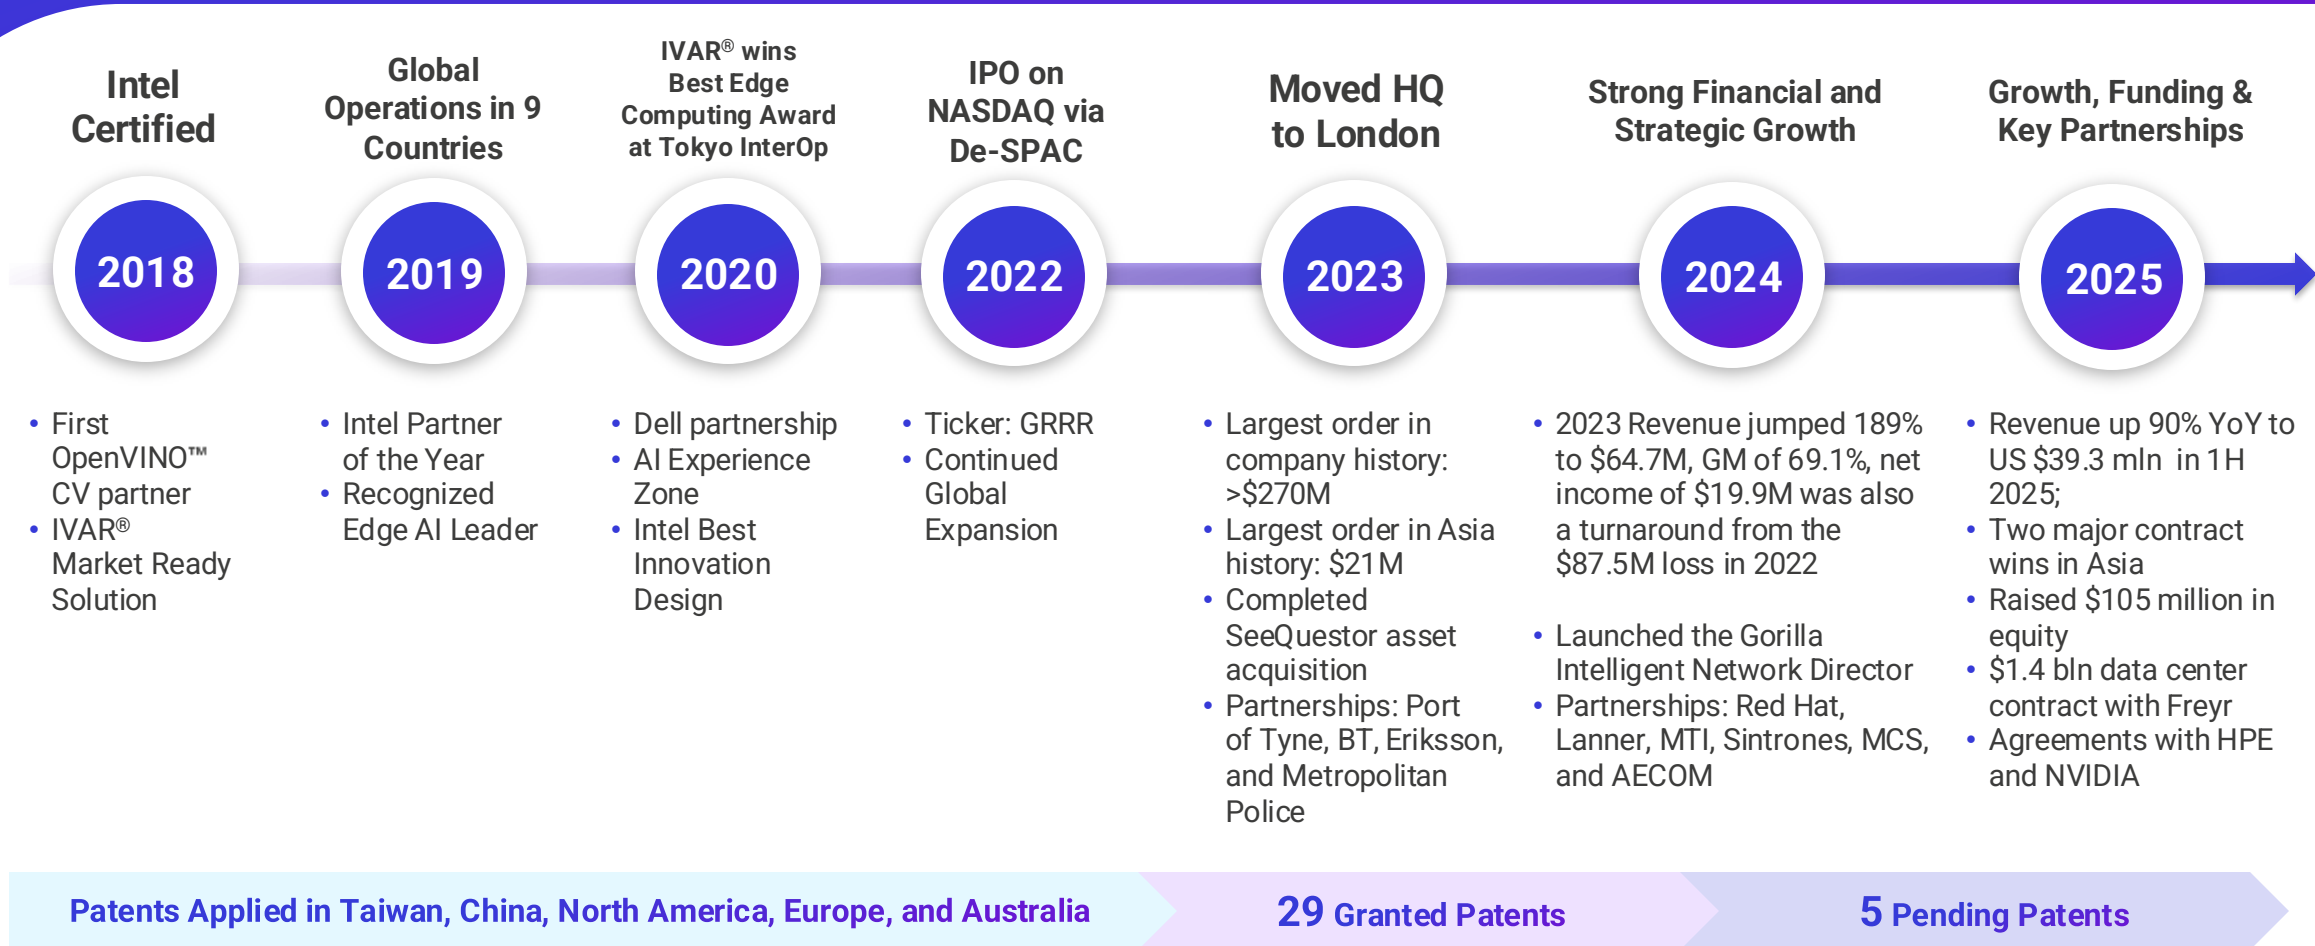 Intel
Certified
2018
• First
OpenVINO™
CV partner
• IVAR®
Market Ready
Solution
Global
Operations in 9
Countries
2019
• Intel Partner
of the Year
• Recognized
Edge AI Leader
IVAR® wins
Best Edge
Computing Award
at Tokyo InterOp
2020
• Dell partnership
• AI Experience
Zone
• Intel Best
Innovation
Design
IPO on
NASDAQ via
De-SPAC
2022
• Ticker: GRRR
• Continued
Global
Expansion
Moved HQ
to London
2023
• Largest order in
company history:
>$270M
• Largest order in Asia
history: $21M
• Completed
SeeQuestor asset
acquisition
• Partnerships: Port
of Tyne, BT, Eriksson,
and Metropolitan
Police
Strong Financial and
Strategic Growth
2024
• 2023 Revenue jumped 189%
to $64.7M, GM of 69.1%, net
income of $19.9M was also
a turnaround from the
$87.5M loss in 2022
• Launched the Gorilla
Intelligent Network Director
• Partnerships: Red Hat,
Lanner, MTI, Sintrones, MCS,
and AECOM
Growth, Funding &
Key Partnerships
2025
• Revenue up 90% YoY to
US $39.3 mln in 1H
2025;
• Two major contract
wins in Asia
• Raised $105 million in
equity
• $1.4 bln data center
contract with Freyr
• Agreements with HPE
and NVIDIA
Patents Applied in Taiwan, China, North America, Europe, and Australia
29 Granted Patents
5 Pending Patents